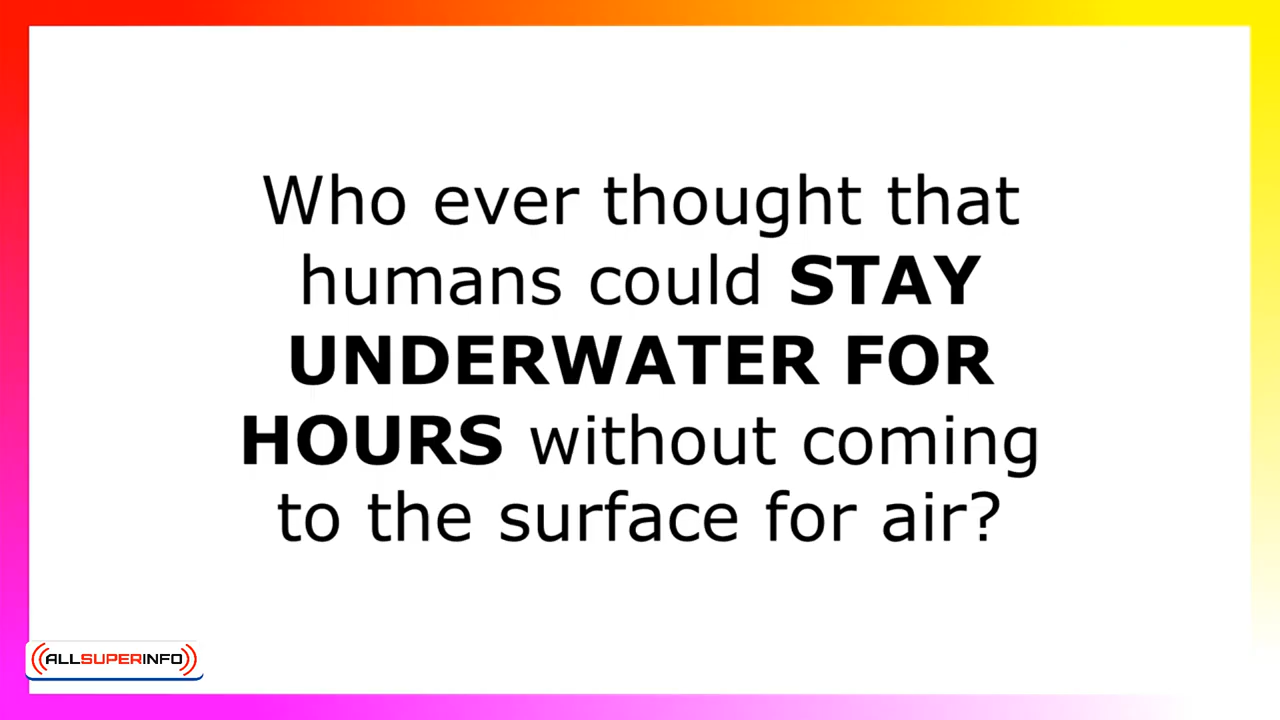 Who ever thought that
humans could STAY
UNDERWATER FOR
HOURS without coming
to the surface for air?
ALLSUPERINFO